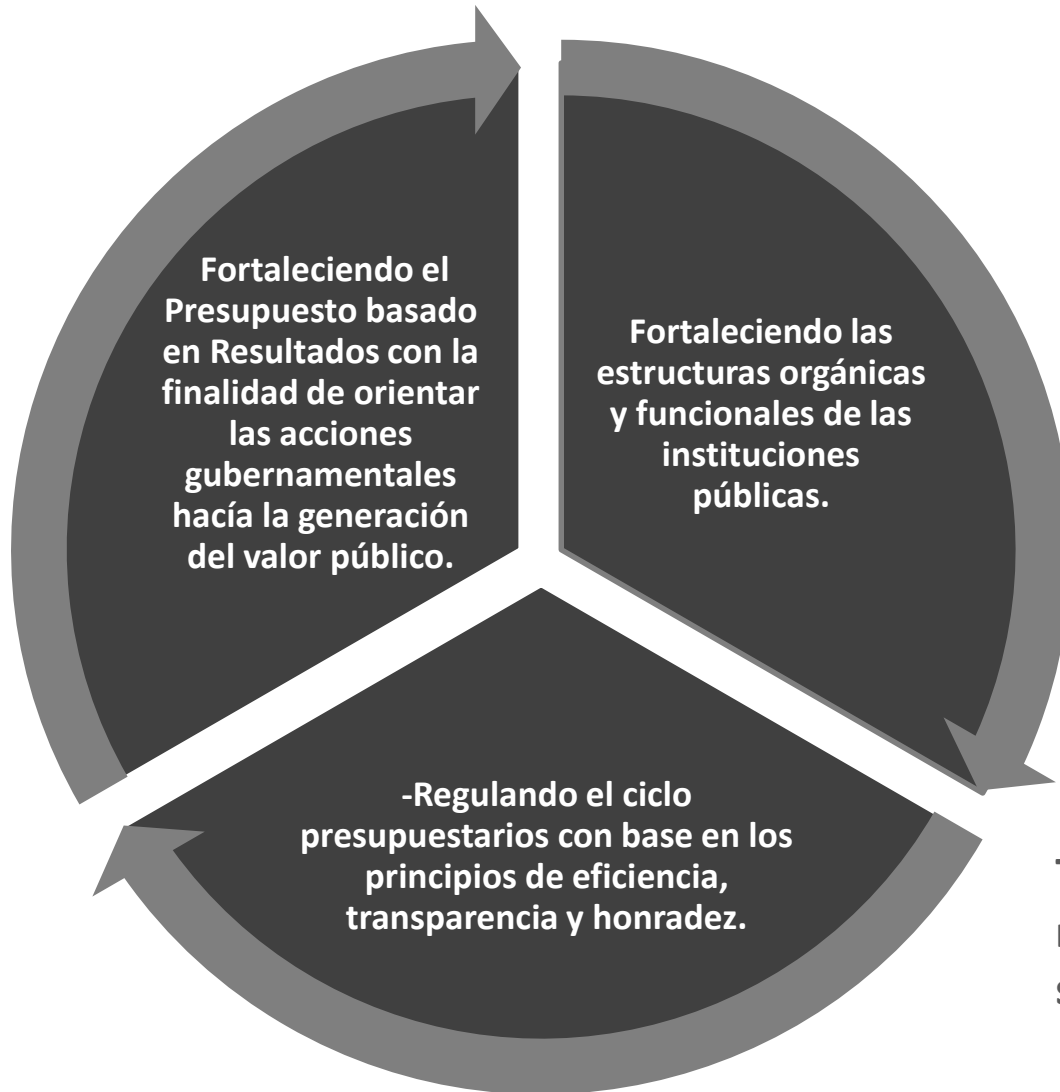 Fortaleciendo el
Presupuesto basado
en Resultados con la
finalidad de orientar
las acciones
gubernamentales
hacía la generación
del valor público.
Fortaleciendo las
estructuras orgánicas
y funcionales de las
instituciones
públicas.
-Regulando el ciclo
presupuestarios con base en los
principios de eficiencia,
transparencia y honradez.